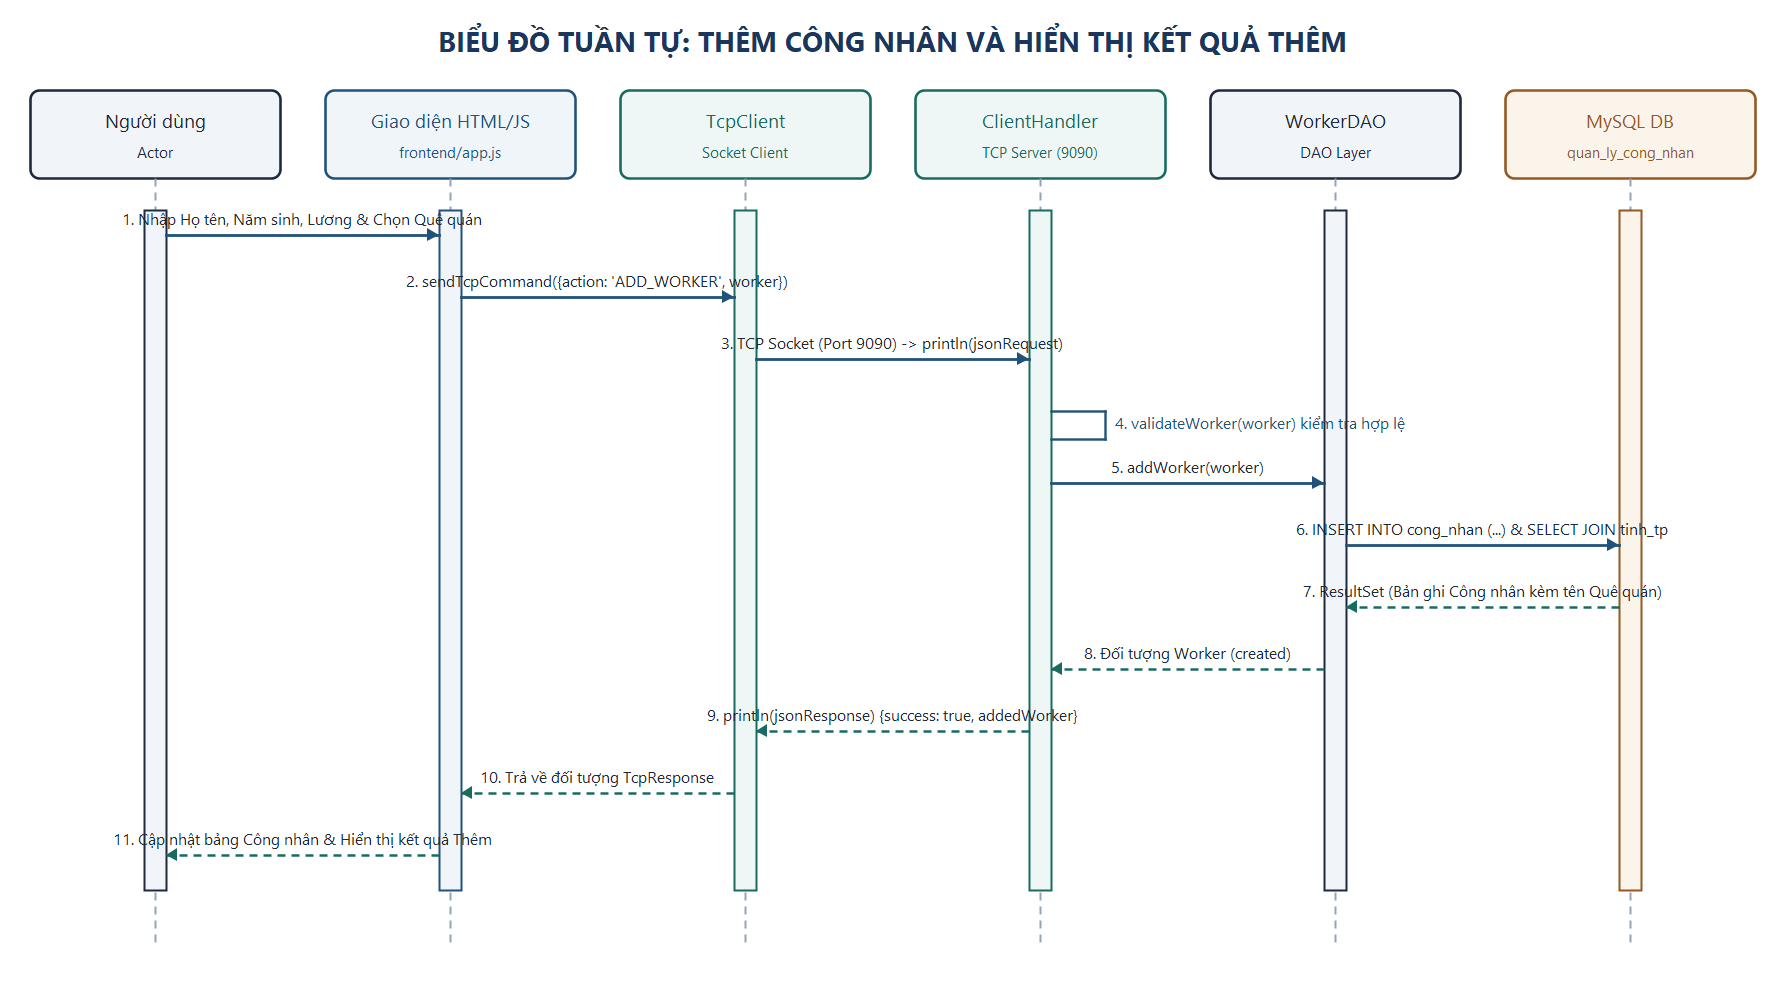 BIỂU ĐỒ TUẦN TỰ: THÊM CÔNG NHÂN VÀ HIỂN THỊ KẾT QUẢ THÊM
Người dùng
Actor
Giao diện HTML/JS
frontend/app.js
TcpClient
Socket Client
ClientHandler
TCP Server (9090)
WorkerDAO
DAO Layer
MySQL DB
quan_ly_cong_nhan
1. Nhập Họ tên, Năm sinh, Lương & Chọn Quê quán
2. sendTcpCommand({action: 'ADD_WORKER', worker})
3. TCP Socket (Port 9090) -> println(jsonRequest)
4. validateWorker(worker) kiểm tra hợp lệ
5. addWorker(worker)
6. INSERT INTO cong_nhan (...) & SELECT JOIN tinh_tp
7. ResultSet (Bản ghi Công nhân kèm tên Quê quán)
8. Đối tượng Worker (created)
9. println(jsonResponse) {success: true, addedWorker}
10. Trả về đối tượng TcpResponse
11. Cập nhật bảng Công nhân & Hiển thị kết quả Thêm